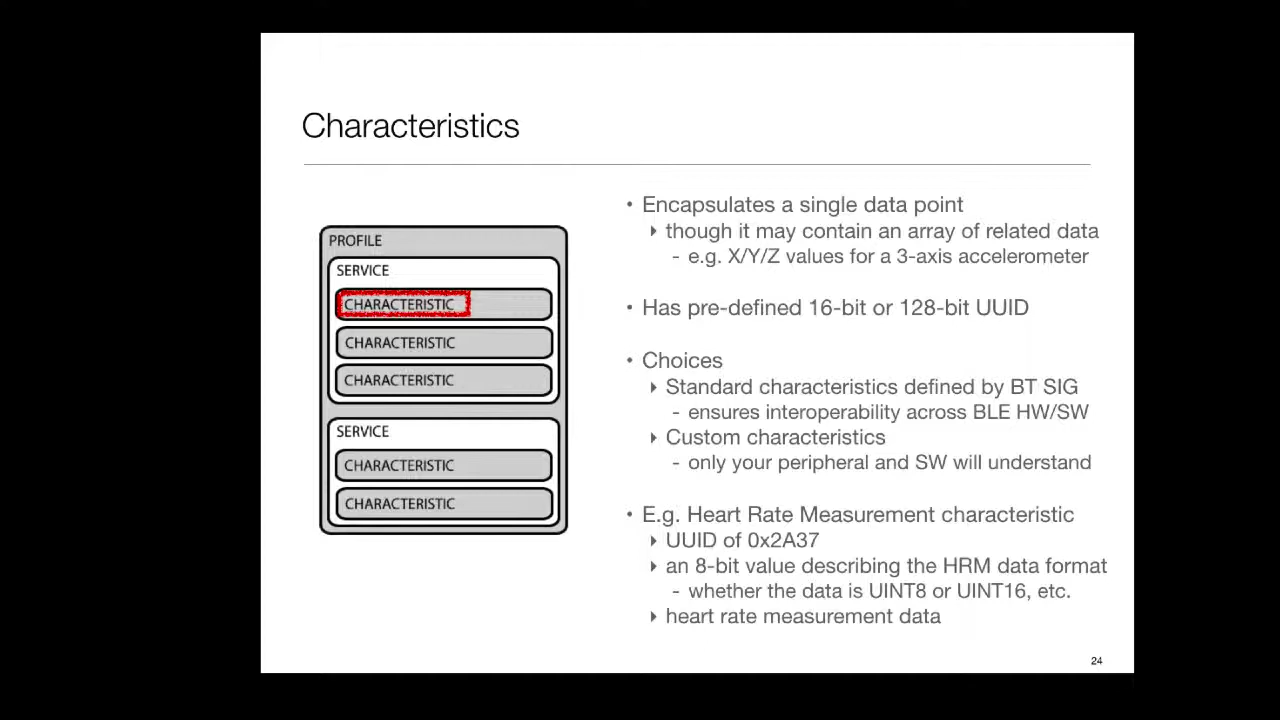 Characteristics
PROFILE
SERVICE
CHARACTERISTIC
CHARACTERISTIC
CHARACTERISTIC
SERVICE
CHARACTERISTIC
CHARACTERISTIC
• Encapsulates a single data point
‣ though it may contain an array of related data
- e.g. X/Y/Z values for a 3-axis accelerometer
• Has pre-defined 16-bit or 128-bit UUID
• Choices
‣ Standard characteristics defined by BT SIG
- ensures interoperability across BLE HW/SW
‣ Custom characteristics
- only your peripheral and SW will understand
• E.g. Heart Rate Measurement characteristic
‣ UUID of 0x2A37
‣ an 8-bit value describing the HRM data format
- whether the data is UINT8 or UINT16, etc.
‣ heart rate measurement data
24